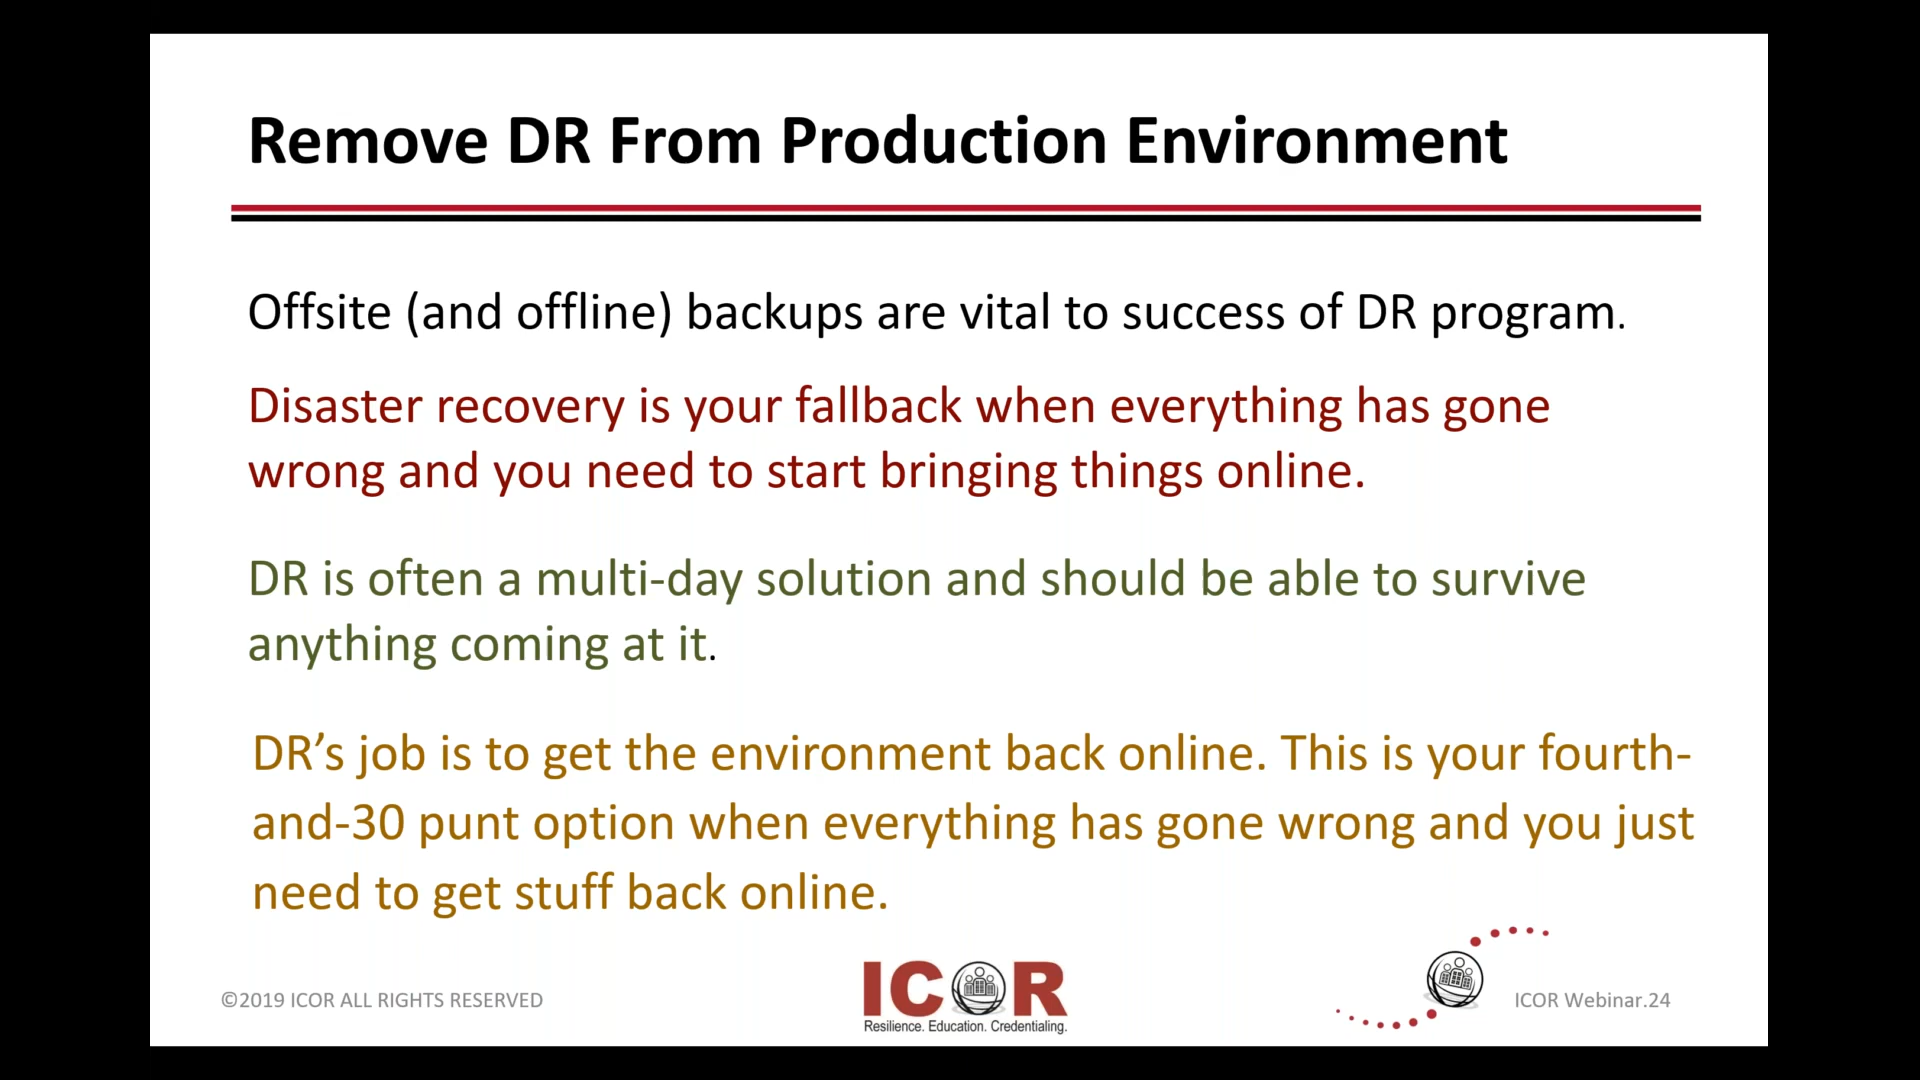 Remove DR From Production Environment
Offsite (and offline) backups are vital to success of DR program.
Disaster recovery is your fallback when everything has gone
wrong and you need to start bringing things online.
DR is often a multi-day solution and should be able to survive
anything coming at it.
DR’s job is to get the environment back online. This is your fourth-
and-30 punt option when everything has gone wrong and you just
need to get stuff back online.
©2019 ICOR ALL RIGHTS RESERVED
ICOR
Resilience. Education. Credentialing.
ICOR Webinar.24